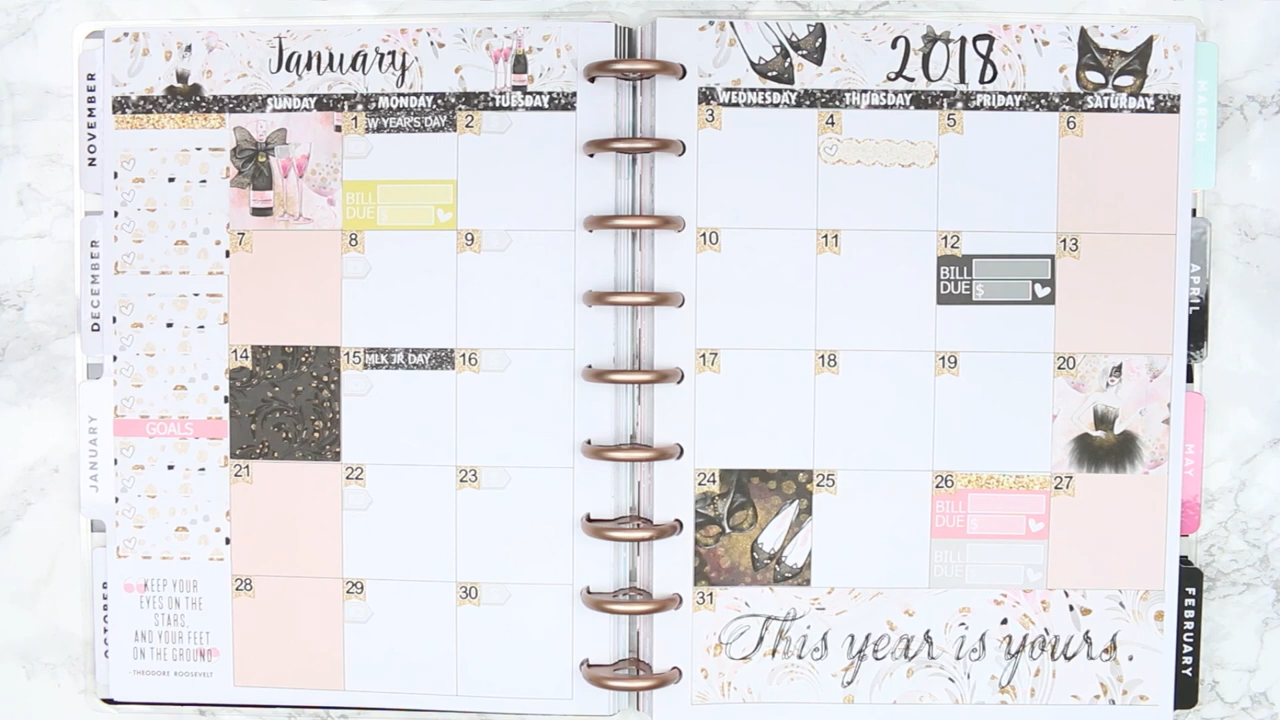 January
2018
SUNDAY
MONDAY
TUESDAY
WEDNESDAY
THURSDAY
FRIDAY
SATURDAY
1
W YEAR'S DAY
BILL
DUE $
2
3
4
5
6
7
8
9
10
11
12
BILL
DUE $
13
14
15
MLK JR DAY
16
17
18
19
20
21
22
23
24
25
26
BILL
DUE $
BILL
DUE $
27
28
29
30
31
This year is yours.
GOALS
KEEP YOUR
EYES ON THE
STARS,
AND YOUR FEET
ON THE GROUND
-THEODORE ROOSEVELT
NOVEMBER
DECEMBER
JANUARY
OCTOBER
MARCH
APRIL
MAY
FEBRUARY